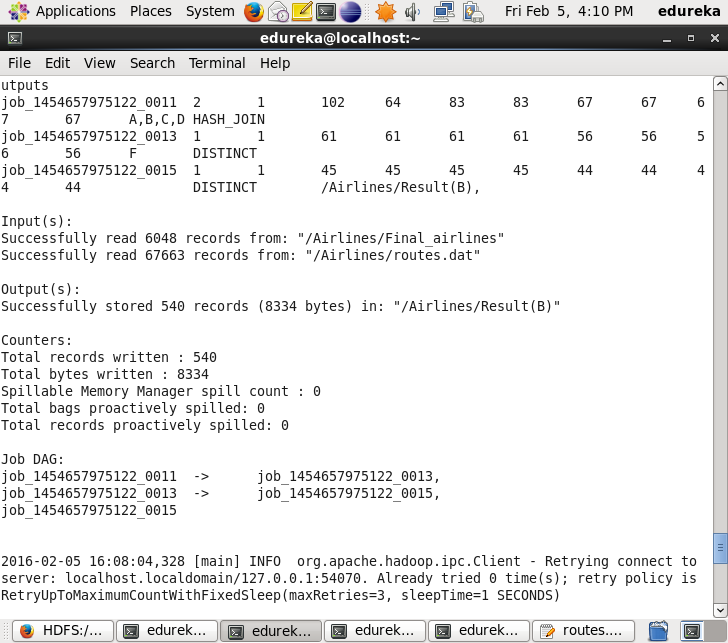 Applications Places System Fri Feb 5, 4:10 PM edureka
edureka@localhost:~
File Edit View Search Terminal Help
utputs
job_1454657975122_0011 2 1 102 64 83 83 67 67 6
7 67 A,B,C,D HASH_JOIN
job_1454657975122_0013 1 1 61 61 61 61 56 56 5
6 56 F DISTINCT
job_1454657975122_0015 1 1 45 45 45 45 44 44 4
4 44 DISTINCT /Airlines/Result(B),
Input(s):
Successfully read 6048 records from: "/Airlines/Final_airlines"
Successfully read 67663 records from: "/Airlines/routes.dat"
Output(s):
Successfully stored 540 records (8334 bytes) in: "/Airlines/Result(B)"
Counters:
Total records written : 540
Total bytes written : 8334
Spillable Memory Manager spill count : 0
Total bags proactively spilled: 0
Total records proactively spilled: 0
Job DAG:
job_1454657975122_0011 -> job_1454657975122_0013,
job_1454657975122_0013 -> job_1454657975122_0015,
job_1454657975122_0015
2016-02-05 16:08:04,328 [main] INFO org.apache.hadoop.ipc.Client - Retrying connect to
server: localhost.localdomain/127.0.0.1:54070. Already tried 0 time(s); retry policy is
RetryUpToMaximumCountWithFixedSleep(maxRetries=3, sleepTime=1 SECONDS)
HDFS:/... edurek... edurek... edurek... edurek... routes....